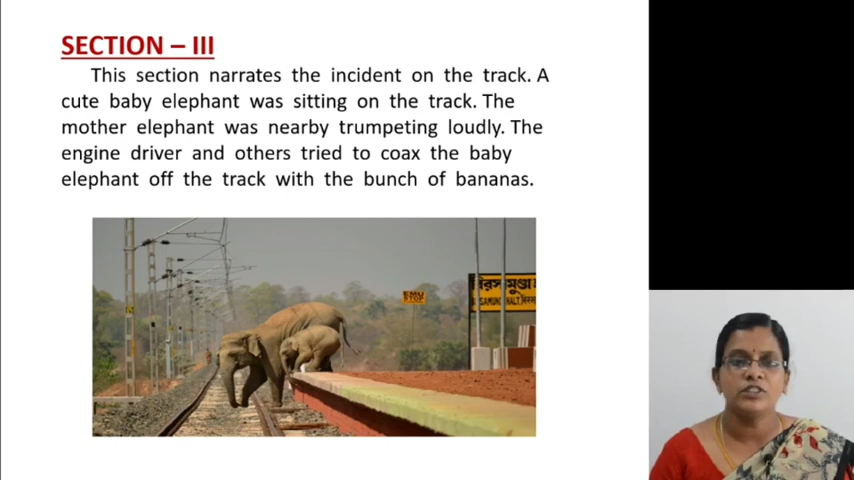 SECTION – III
This section narrates the incident on the track. A
cute baby elephant was sitting on the track. The
mother elephant was nearby trumpeting loudly. The
engine driver and others tried to coax the baby
elephant off the track with the bunch of bananas.
EMU
STOP